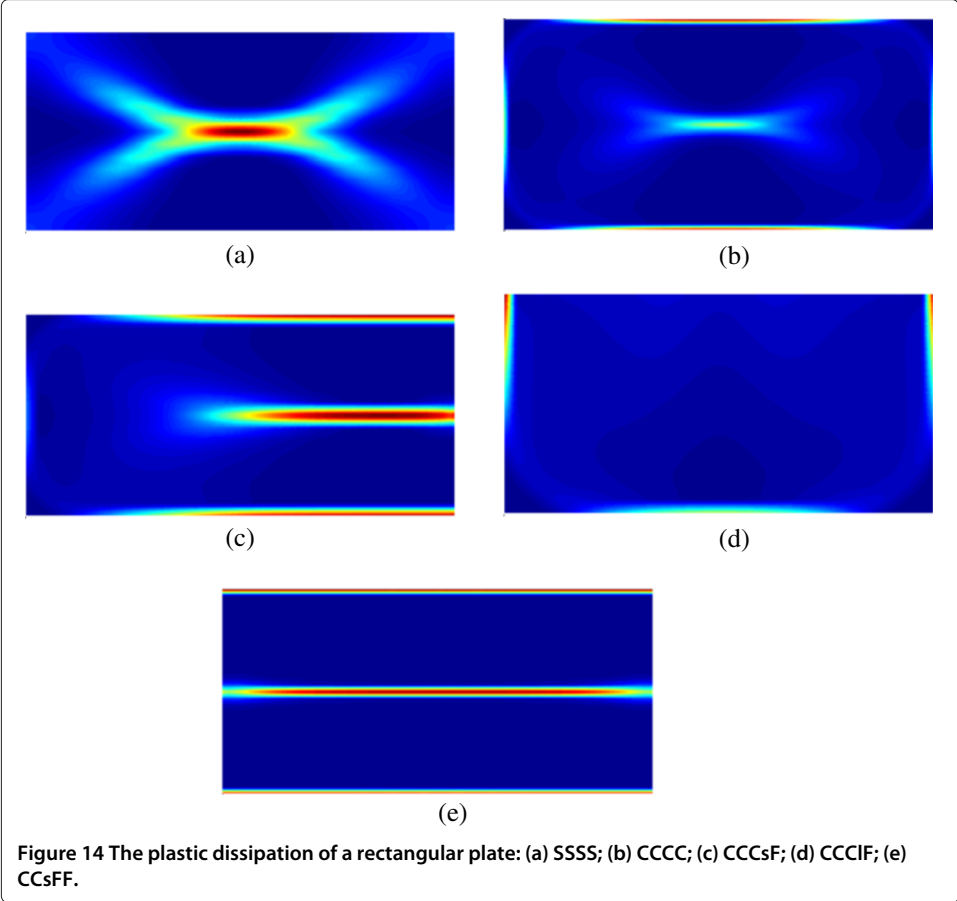 (a)
(b)
(c)
(d)
(e)
Figure 14 The plastic dissipation of a rectangular plate: (a) SSSS; (b) CCCC; (c) CCCsF; (d) CCClF; (e)
CCsFF.